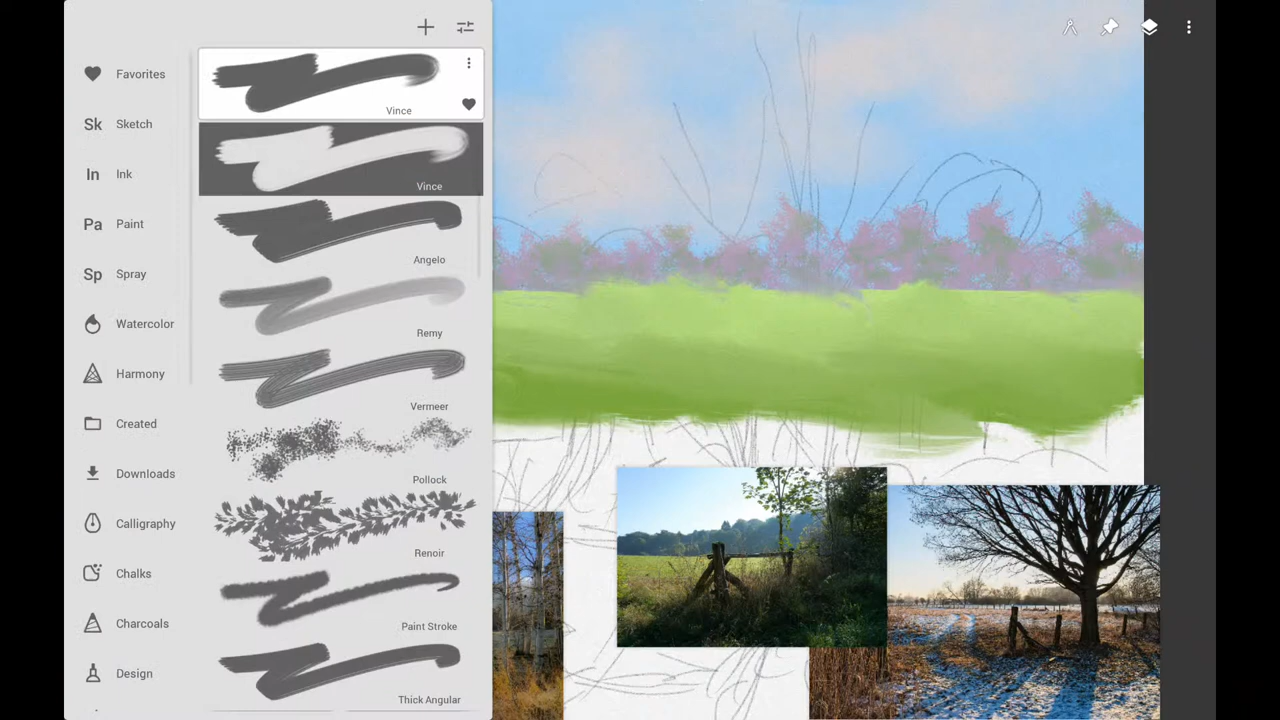 Favorites
Sk Sketch
In Ink
Pa Paint
Sp Spray
Watercolor
Harmony
Created
Downloads
Calligraphy
Chalks
Charcoals
Design
Vince
Vince
Angelo
Remy
Vermeer
Pollock
Renoir
Paint Stroke
Thick Angular